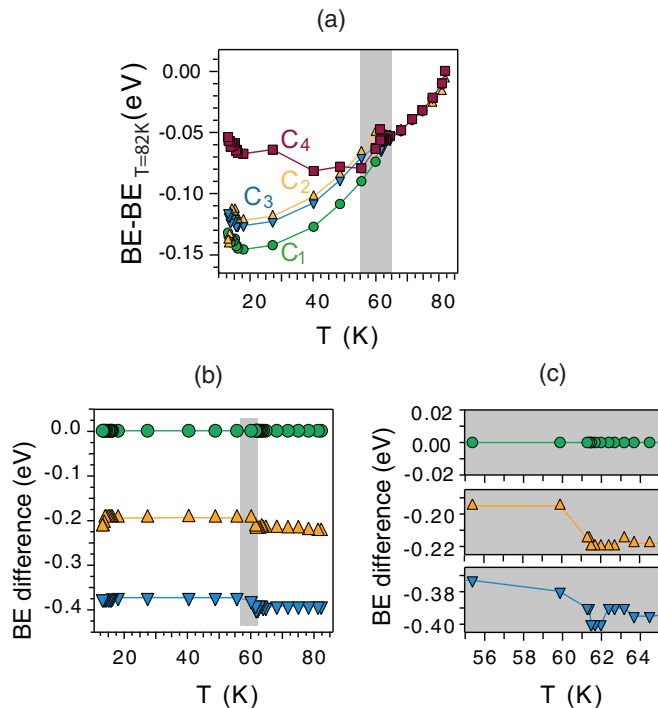 (a)
BE-BE T=82K (eV)
0.00
-0.05
-0.10
-0.15
C4
C2
C3
C1
20 40 60 80
T (K)
(b)
BE difference (eV)
0.0
-0.1
-0.2
-0.3
-0.4
20 40 60 80
T (K)
(c)
BE difference (eV)
0.02
0.00
-0.02
-0.20
-0.22
-0.38
-0.40
56 58 60 62 64
T (K)